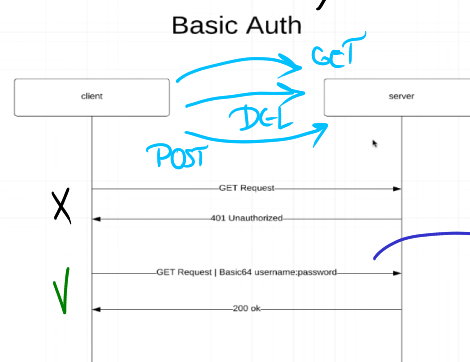 Basic Auth
GET
client
server
DEL
POST
GET Request
401 Unauthorized
GET Request | Basic64 username:password
200 ok